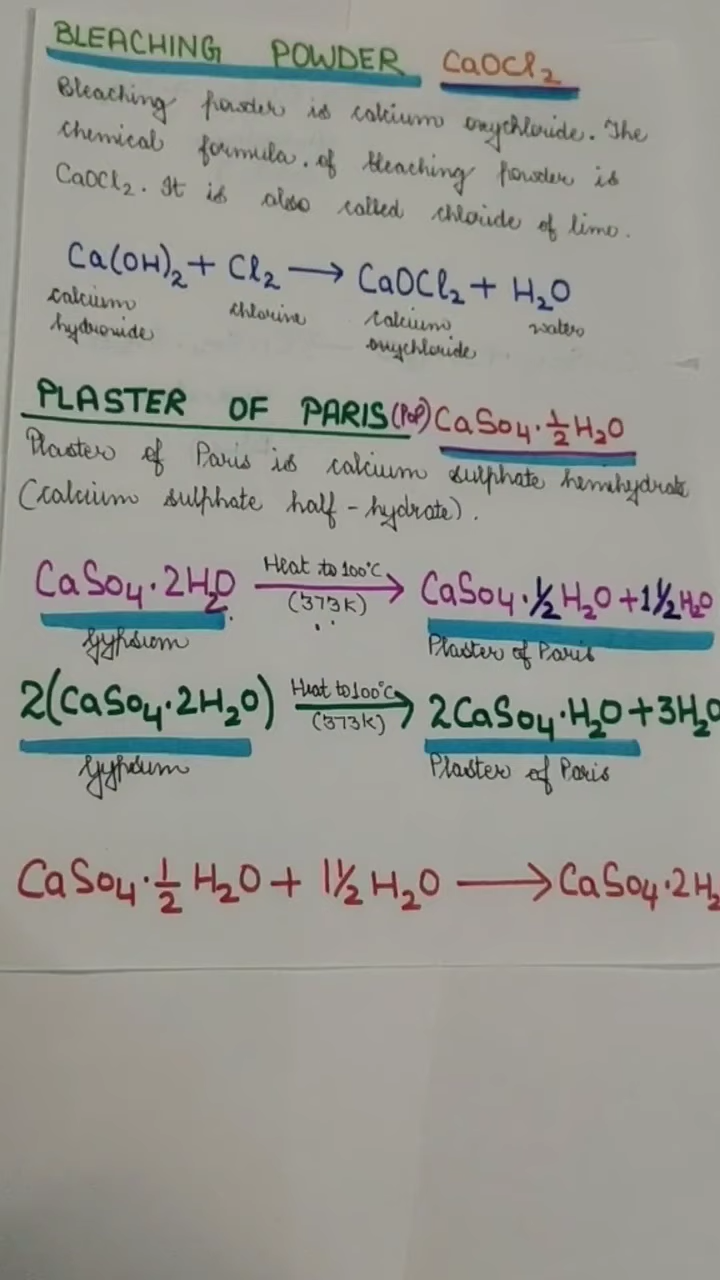 BLEACHING POWDER CaOCl₂
Bleaching powder is calcium oxychloride. The
chemical formula. of bleaching powder is
CaOCl₂. It is also called chloride of lime.
Ca(OH)₂ + Cl₂ → CaOCl₂ + H₂O
calcium hydroxide chlorine calcium oxychloride water
PLASTER OF PARIS (POP) CaSO₄·½H₂O
Plaster of Paris is calcium sulphate hemihydrate
(calcium sulphate half-hydrate).
CaSO₄·2H₂O Heat to 100°C (373K) → CaSO₄·½H₂O + 1½H₂O
Gypsum Plaster of Paris
2(CaSO₄·2H₂O) Heat to 100°C (373K) → 2CaSO₄·H₂O + 3H₂O
Gypsum Plaster of Paris
CaSO₄·½H₂O + 1½H₂O → CaSO₄·2H₂